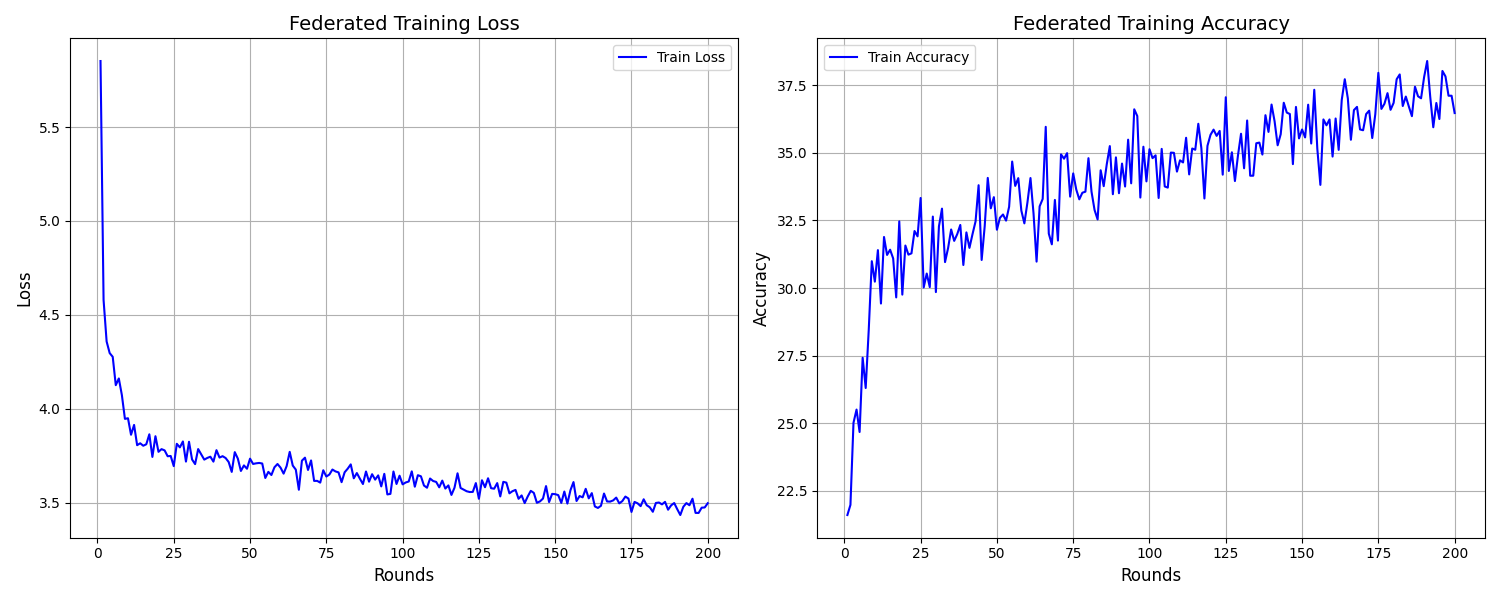 Federated Training Loss
Train Loss
5.5
5.0
4.5
4.0
3.5
Loss
0 25 50 75 100 125 150 175 200
Rounds
Federated Training Accuracy
Train Accuracy
37.5
35.0
32.5
30.0
27.5
25.0
22.5
Accuracy
0 25 50 75 100 125 150 175 200
Rounds